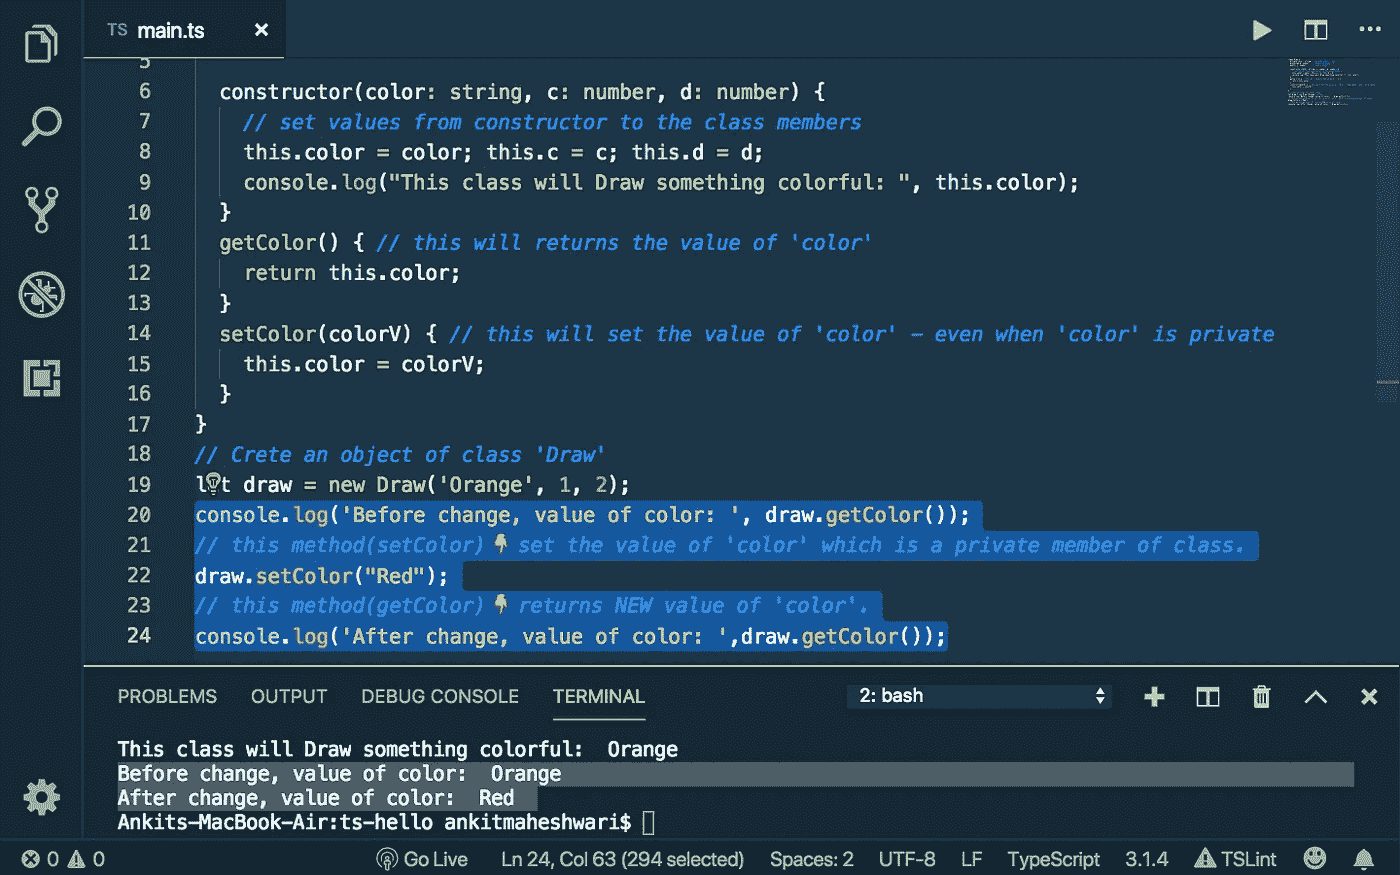 TS main.ts ×
5
6 constructor(color: string, c: number, d: number) {
7 // set values from constructor to the class members
8 this.color = color; this.c = c; this.d = d;
9 console.log("This class will Draw something colorful: ", this.color);
10 }
11 getColor() { // this will returns the value of 'color'
12 return this.color;
13 }
14 setColor(colorV) { // this will set the value of 'color' – even when 'color' is private
15 this.color = colorV;
16 }
17 }
18 // Crete an object of class 'Draw'
19 let draw = new Draw('Orange', 1, 2);
20 console.log('Before change, value of color: ', draw.getColor());
21 // this method(setColor)👇 set the value of 'color' which is a private member of class.
22 draw.setColor("Red");
23 // this method(getColor)👇 returns NEW value of 'color'.
24 console.log('After change, value of color: ',draw.getColor());
PROBLEMS OUTPUT DEBUG CONSOLE TERMINAL 2: bash
This class will Draw something colorful:  Orange
Before change, value of color:  Orange
After change, value of color:  Red
Ankits-MacBook-Air:ts-hello ankitmaheshwari$
0 0 Go Live Ln 24, Col 63 (294 selected) Spaces: 2 UTF-8 LF TypeScript 3.1.4 TSLint